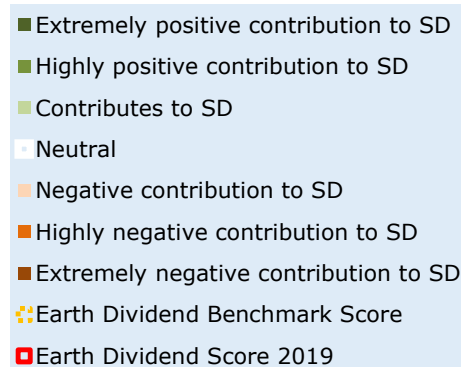 Extremely positive contribution to SD
Highly positive contribution to SD
Contributes to SD
Neutral
Negative contribution to SD
Highly negative contribution to SD
Extremely negative contribution to SD
Earth Dividend Benchmark Score
Earth Dividend Score 2019